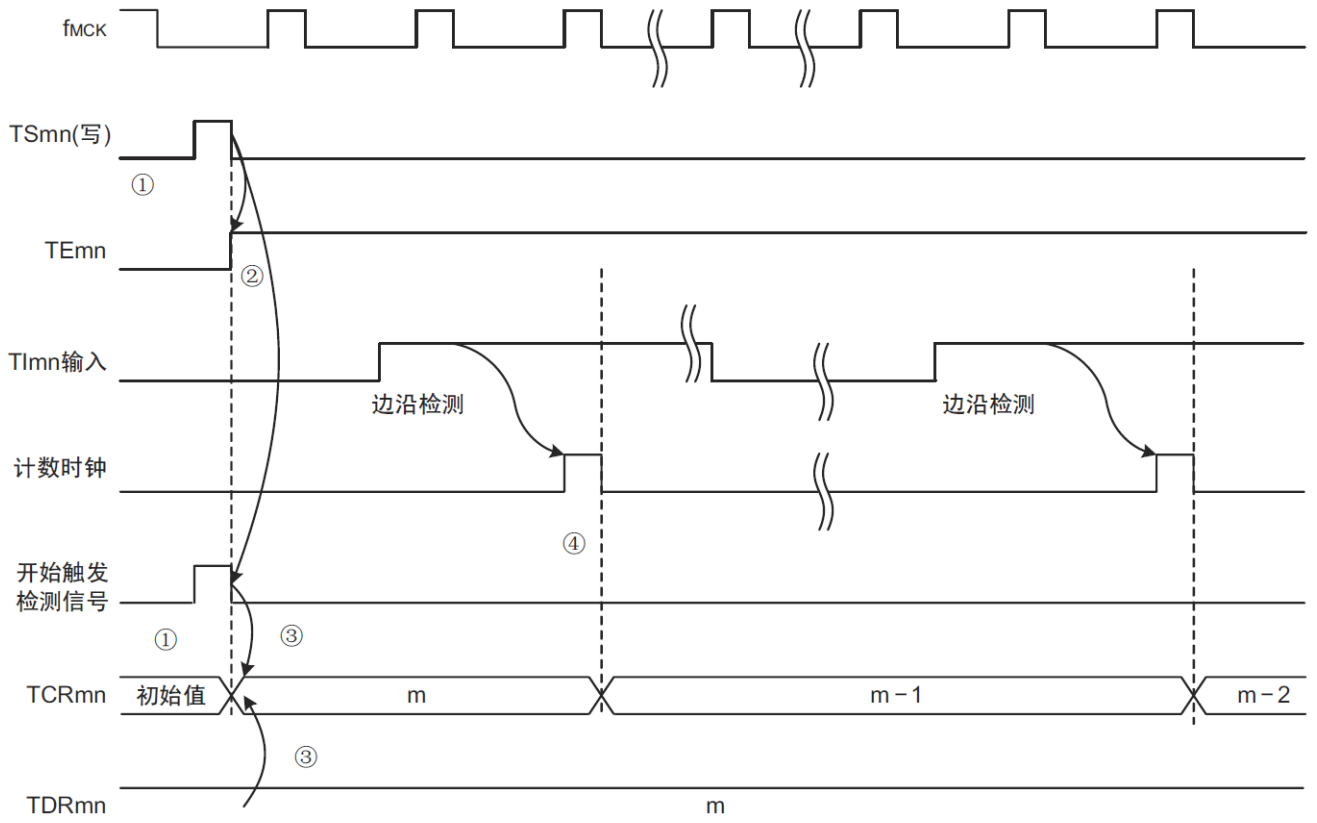 fMCK
TSmn(写)
①
TEmn
②
TImn输入
边沿检测 边沿检测
计数时钟
④
开始触发
检测信号
① ③
TCRmn 初始值 m m－1 m－2
③
TDRmn m